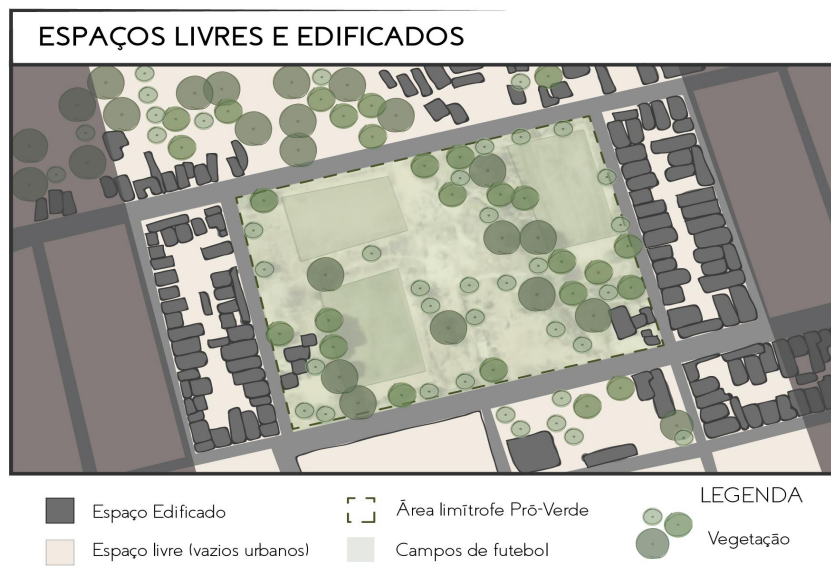 ESPAÇOS LIVRES E EDIFICADOS
LEGENDA
Espaço Edificado
Área limītrofe Prō-Verde
Vegetação
Espaço livre (vazios urbanos)
Campos de futebol